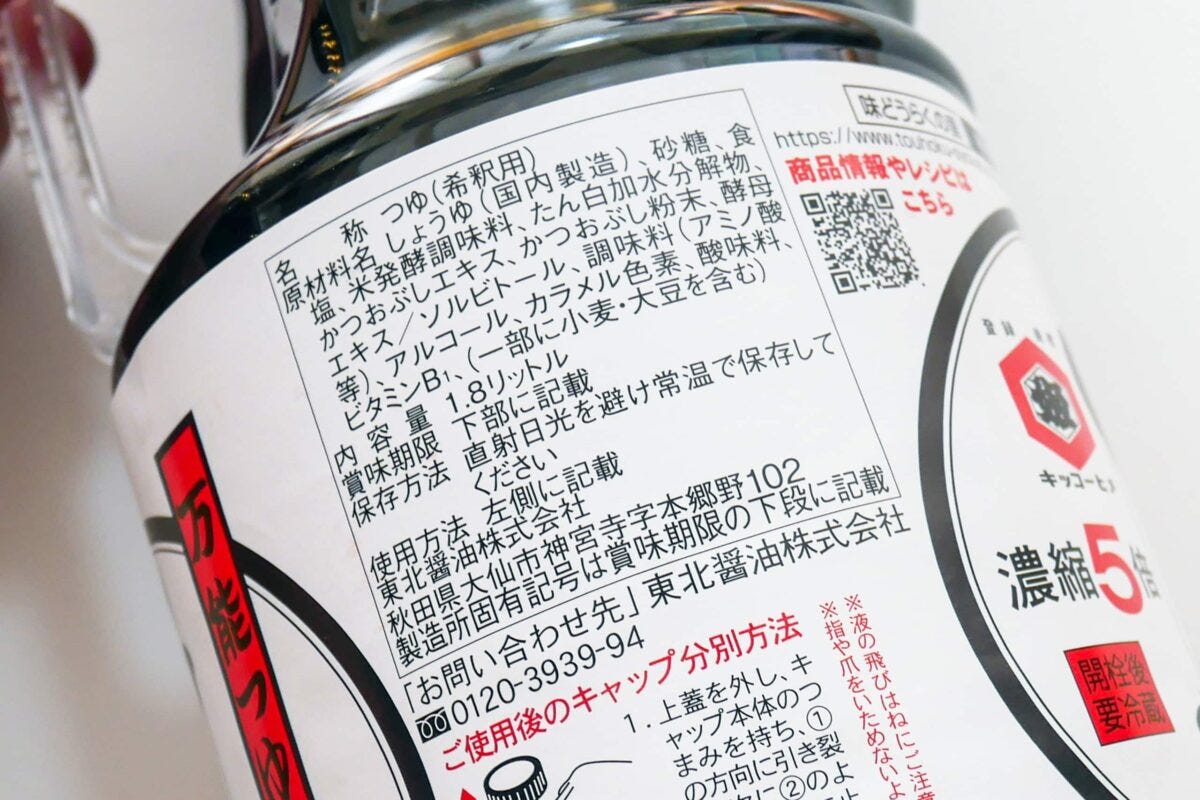 名称 つゆ(希釈用)
原材料名 しょうゆ(国内製造)、砂糖、食
塩、米発酵調味料、たん白加水分解物、
かつおぶしエキス、かつおぶし粉末、酵母
エキス/ソルビトール、調味料(アミノ酸
等)、アルコール、カラメル色素、酸味料、
ビタミンB₁、(一部に小麦・大豆を含む)
内容量 1.8リットル
賞味期限 下部に記載
保存方法 直射日光を避け常温で保存して
ください
使用方法 左側に記載
東北醤油株式会社
秋田県大仙市神宮寺字本郷野102
製造所固有記号は賞味期限の下段に記載
「お問い合わせ先」東北醤油株式会社
0120-3939-94
ご使用後のキャップ分別方法
1.上蓋を外し、キ
ャップ本体のつ
まみを持ち、①
の方向に引き裂
②のよ
※液の飛びはねにご注意
※指や爪をいためないよ
味どうらくの里
https://www.touhoku-
商品情報やレシピは
こちら
登録
キッコーヒメ
濃縮5倍
開栓後
要冷蔵
万能つゆ